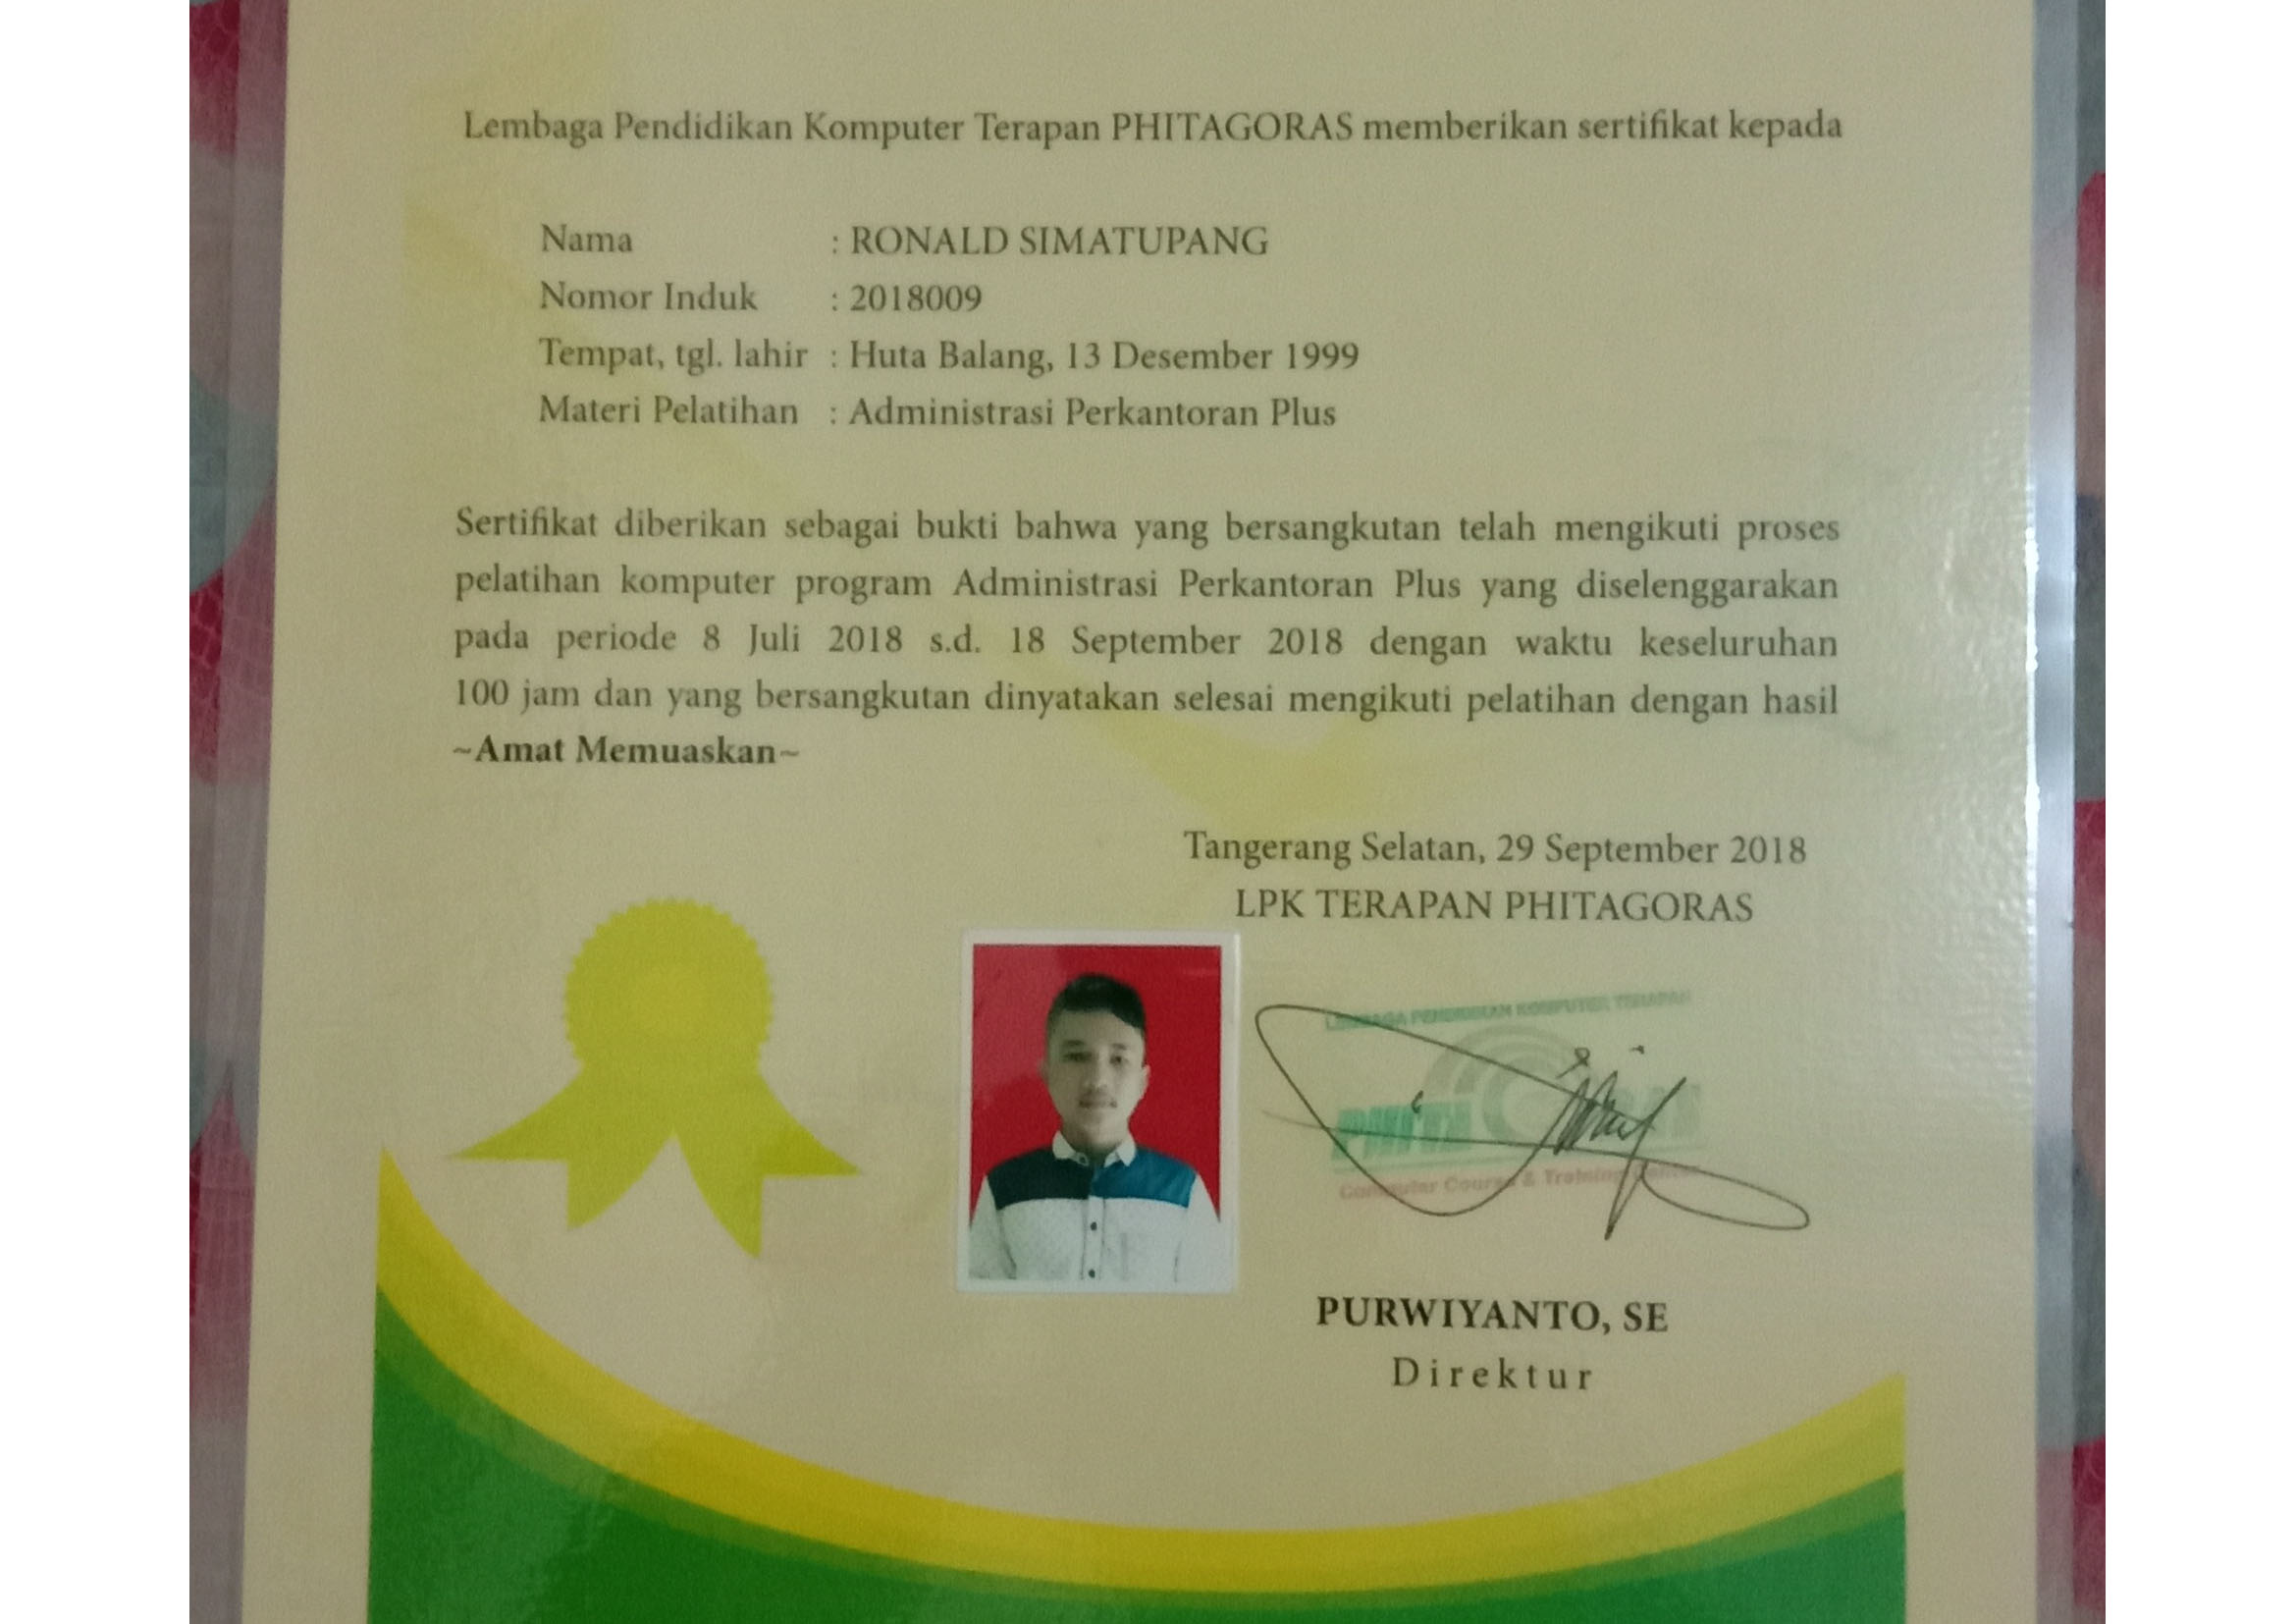 Lembaga Pendidikan Komputer Terapan PHITAGORAS memberikan sertifikat kepada
Nama : RONALD SIMATUPANG
Nomor Induk : 2018009
Tempat, tgl. lahir : Huta Balang, 13 Desember 1999
Materi Pelatihan : Administrasi Perkantoran Plus
Sertifikat diberikan sebagai bukti bahwa yang bersangkutan telah mengikuti proses
pelatihan komputer program Administrasi Perkantoran Plus yang diselenggarakan
pada periode 8 Juli 2018 s.d. 18 September 2018 dengan waktu keseluruhan
100 jam dan yang bersangkutan dinyatakan selesai mengikuti pelatihan dengan hasil
~Amat Memuaskan~
Tangerang Selatan, 29 September 2018
LPK TERAPAN PHITAGORAS
LEMBAGA PENDIDIKAN KOMPUTER TERAPAN
Computer Course & Training Center
PURWIYANTO, SE
Direktur